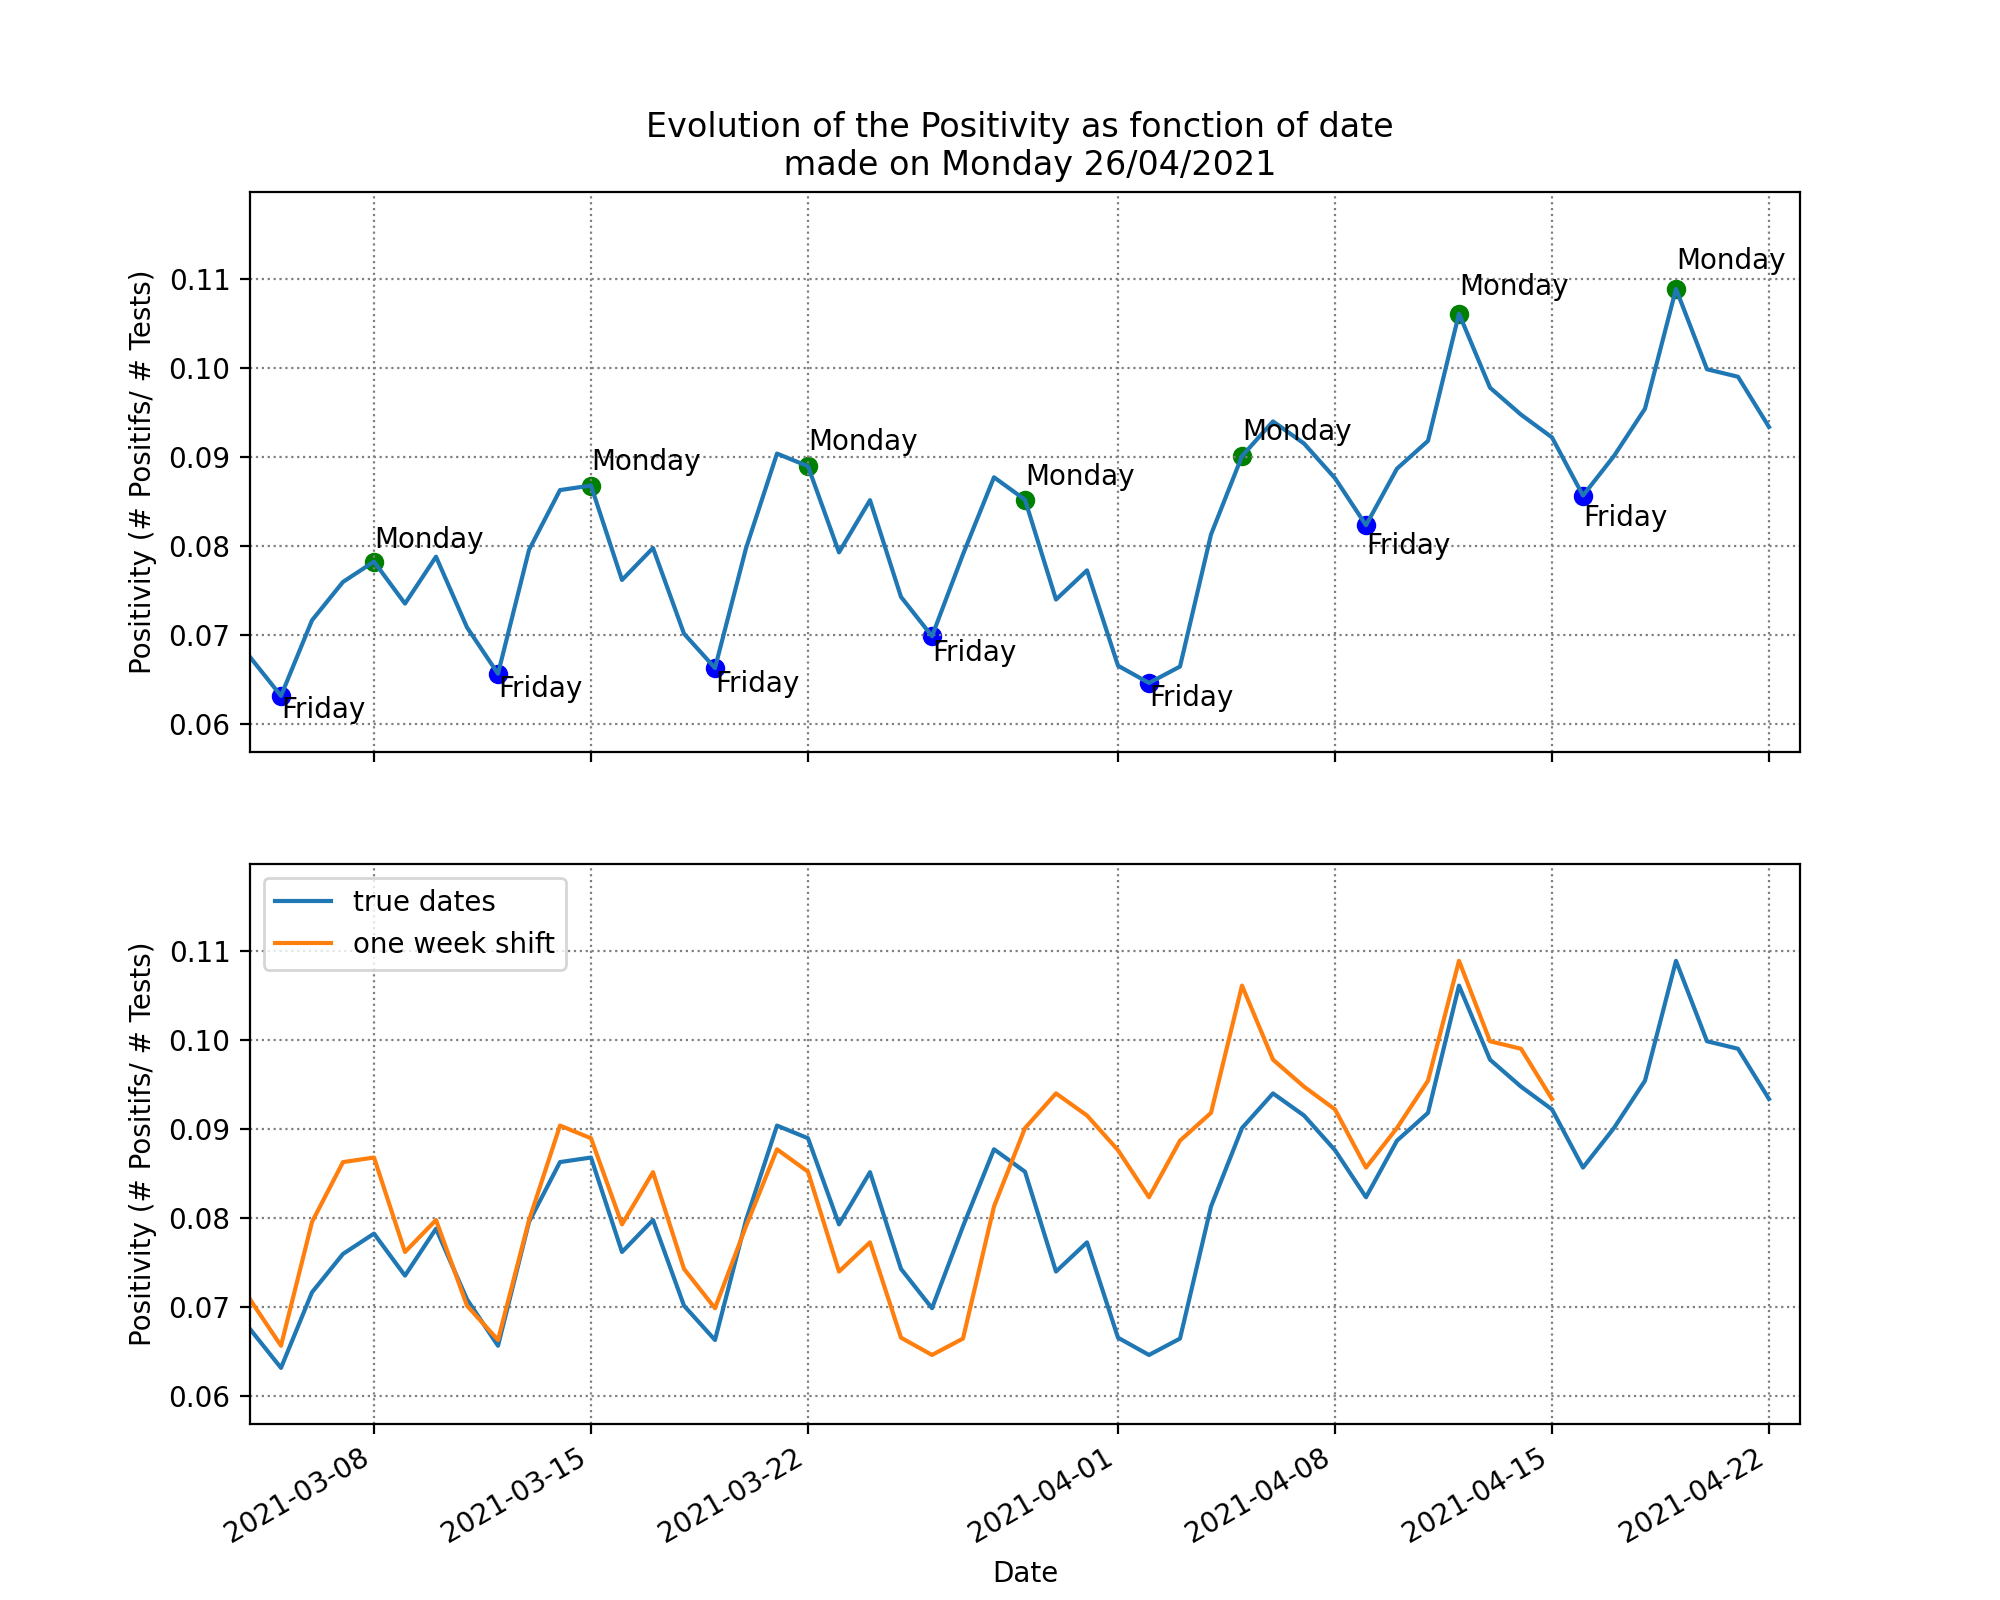 Evolution of the Positivity as fonction of date
made on Monday 26/04/2021
Positivity (# Positifs/ # Tests)
0.11
0.10
0.09
0.08
0.07
0.06
Monday
Monday
Monday
Monday
Monday
Monday
Monday
Friday
Friday
Friday
Friday
Friday
Friday
Friday
true dates
one week shift
Positivity (# Positifs/ # Tests)
0.11
0.10
0.09
0.08
0.07
0.06
2021-03-08
2021-03-15
2021-03-22
2021-04-01
2021-04-08
2021-04-15
2021-04-22
Date